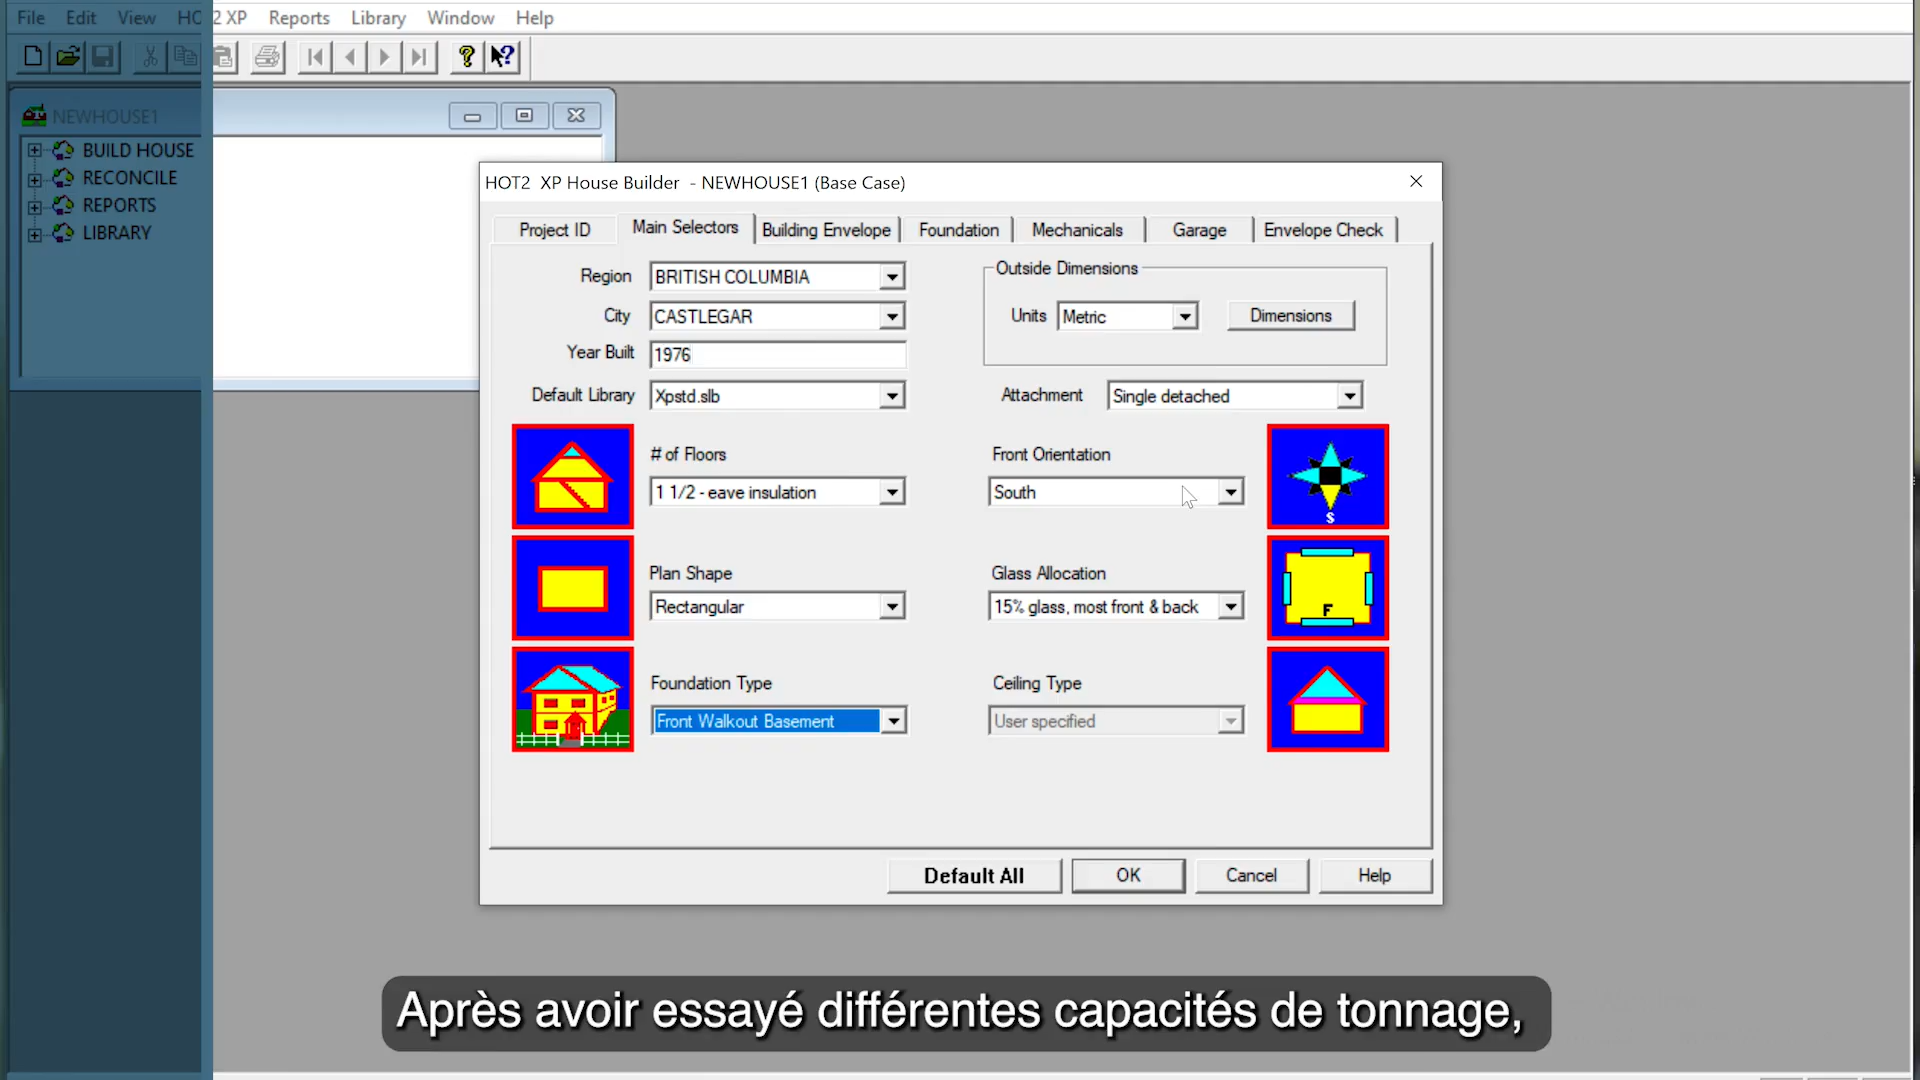 File Edit View HOT2 XP Reports Library Window Help
NEWHOUSE1
BUILD HOUSE
RECONCILE
REPORTS
LIBRARY
HOT2 XP House Builder - NEWHOUSE1 (Base Case)
Project ID Main Selectors Building Envelope Foundation Mechanicals Garage Envelope Check
Region BRITISH COLUMBIA
City CASTLEGAR
Year Built 1976
Default Library Xpstd.slb
Outside Dimensions
Units Metric Dimensions
Attachment Single detached
# of Floors
1 1/2 - eave insulation
Front Orientation
South
S
Plan Shape
Rectangular
Glass Allocation
15% glass, most front & back
F
Foundation Type
Front Walkout Basement
Ceiling Type
User specified
Default All OK Cancel Help
Après avoir essayé différentes capacités de tonnage,